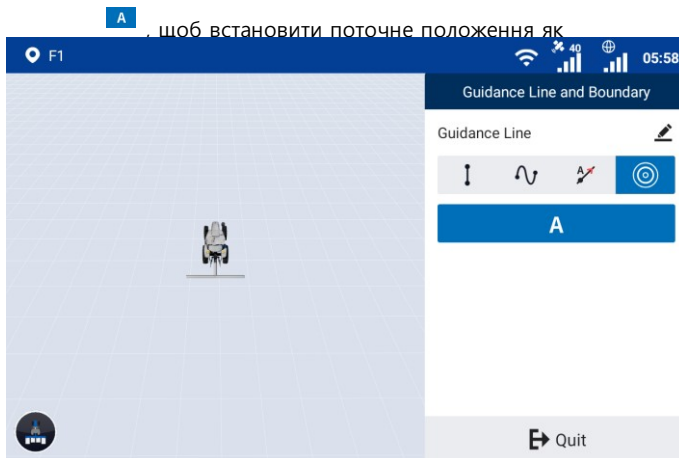 A , щоб встановити поточне положення як
F1 40 05:58
Guidance Line and Boundary
Guidance Line
A
A
Quit